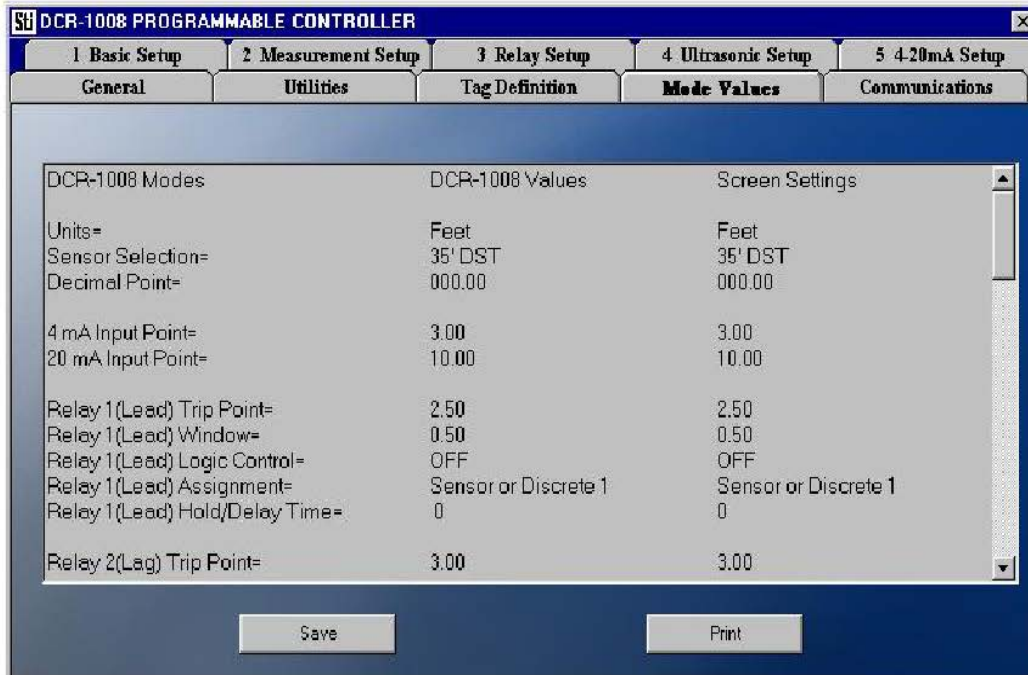 Sti DCR-1008 PROGRAMMABLE CONTROLLER
1 Basic Setup 2 Measurement Setup 3 Relay Setup 4 Ultrasonic Setup 5 4-20mA Setup
General Utilities Tag Definition Mode Values Communications
DCR-1008 Modes DCR-1008 Values Screen Settings
Units= Feet Feet
Sensor Selection= 35' DST 35' DST
Decimal Point= 000.00 000.00
4 mA Input Point= 3.00 3.00
20 mA Input Point= 10.00 10.00
Relay 1(Lead) Trip Point= 2.50 2.50
Relay 1(Lead) Window= 0.50 0.50
Relay 1(Lead) Logic Control= OFF OFF
Relay 1(Lead) Assignment= Sensor or Discrete 1 Sensor or Discrete 1
Relay 1(Lead) Hold/Delay Time= 0 0
Relay 2(Lag) Trip Point= 3.00 3.00
Save Print